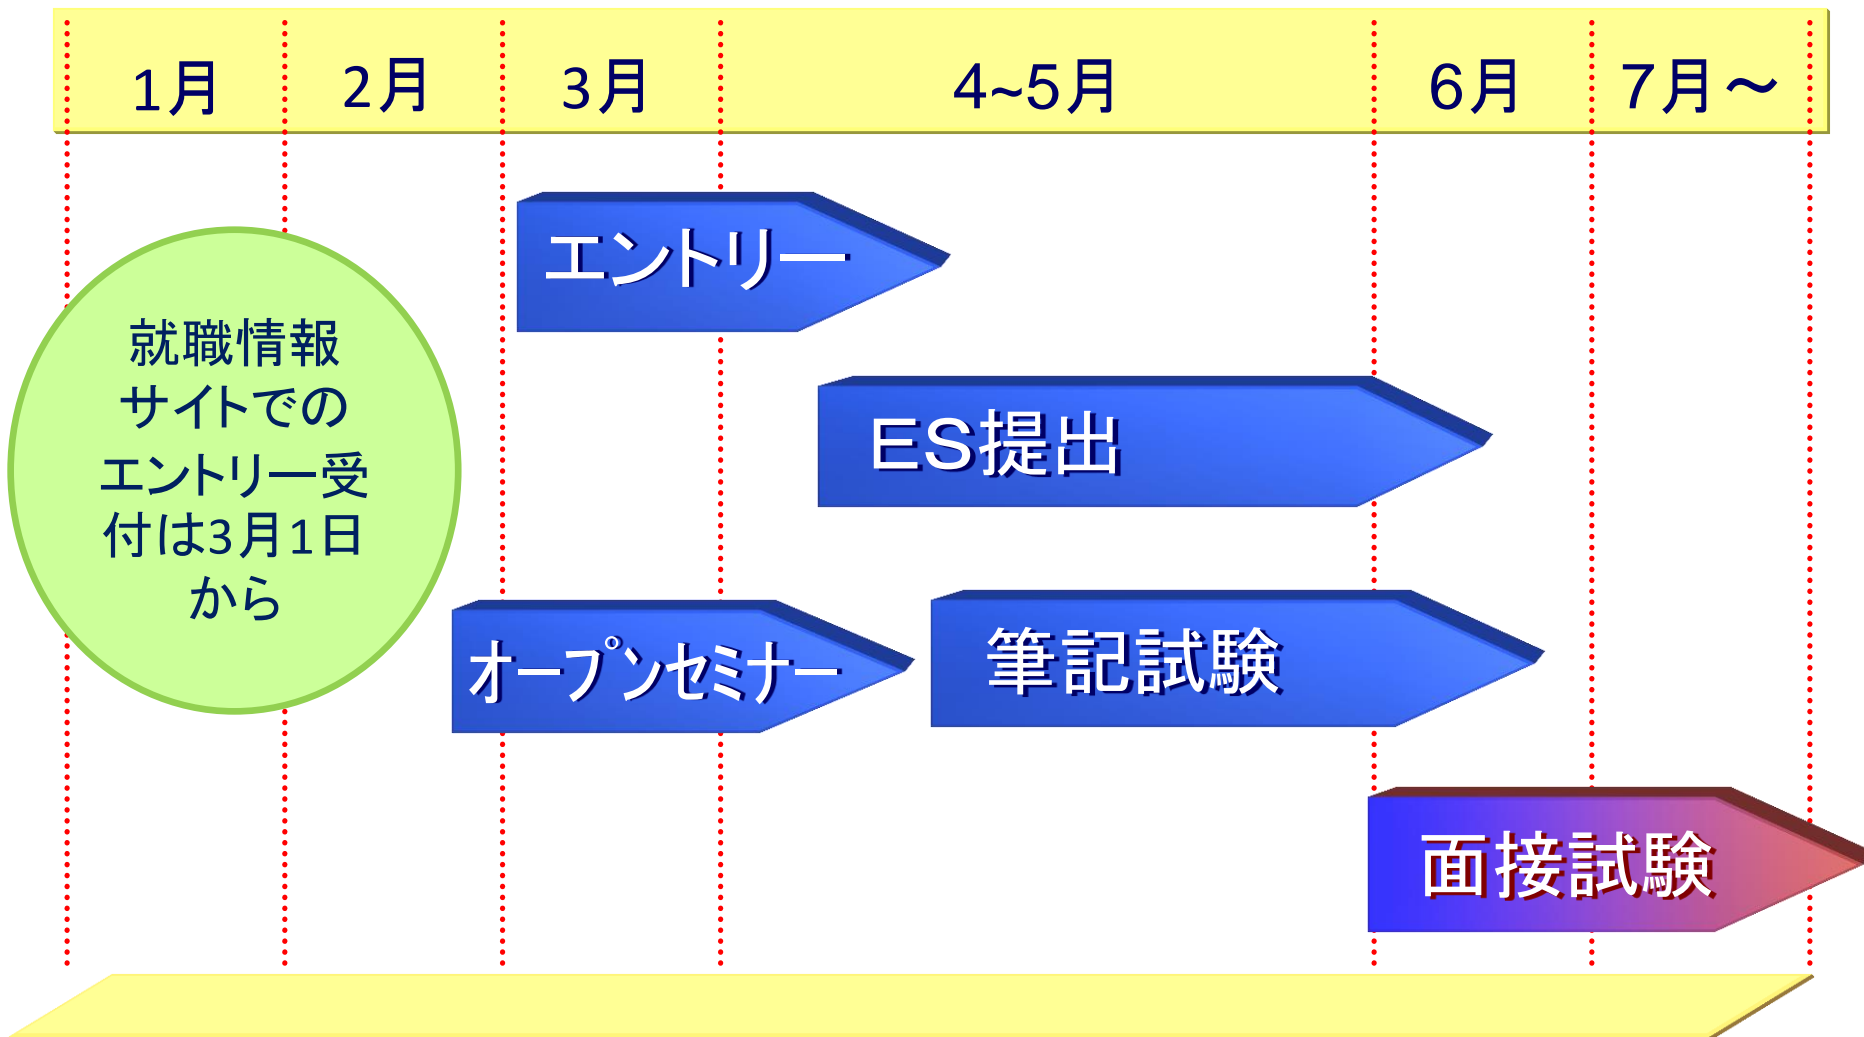 1月 2月 3月 4~5月 6月 7月～
エントリー
就職情報
サイトでの
エントリー受
付は3月1日
から
ES提出
オープンセミナー
筆記試験
面接試験